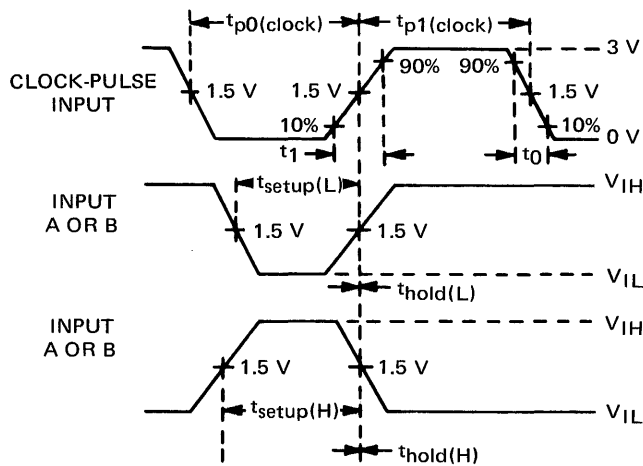 tp0(clock) tp1(clock)
3 V
90% 90%
CLOCK-PULSE
INPUT
1.5 V 1.5 V 1.5 V
10% 10%
0 V
t1 t0
INPUT
A OR B
tsetup(L)
VIH
1.5 V 1.5 V
VIL
thold(L)
INPUT
A OR B
VIH
1.5 V 1.5 V
tsetup(H)
VIL
thold(H)